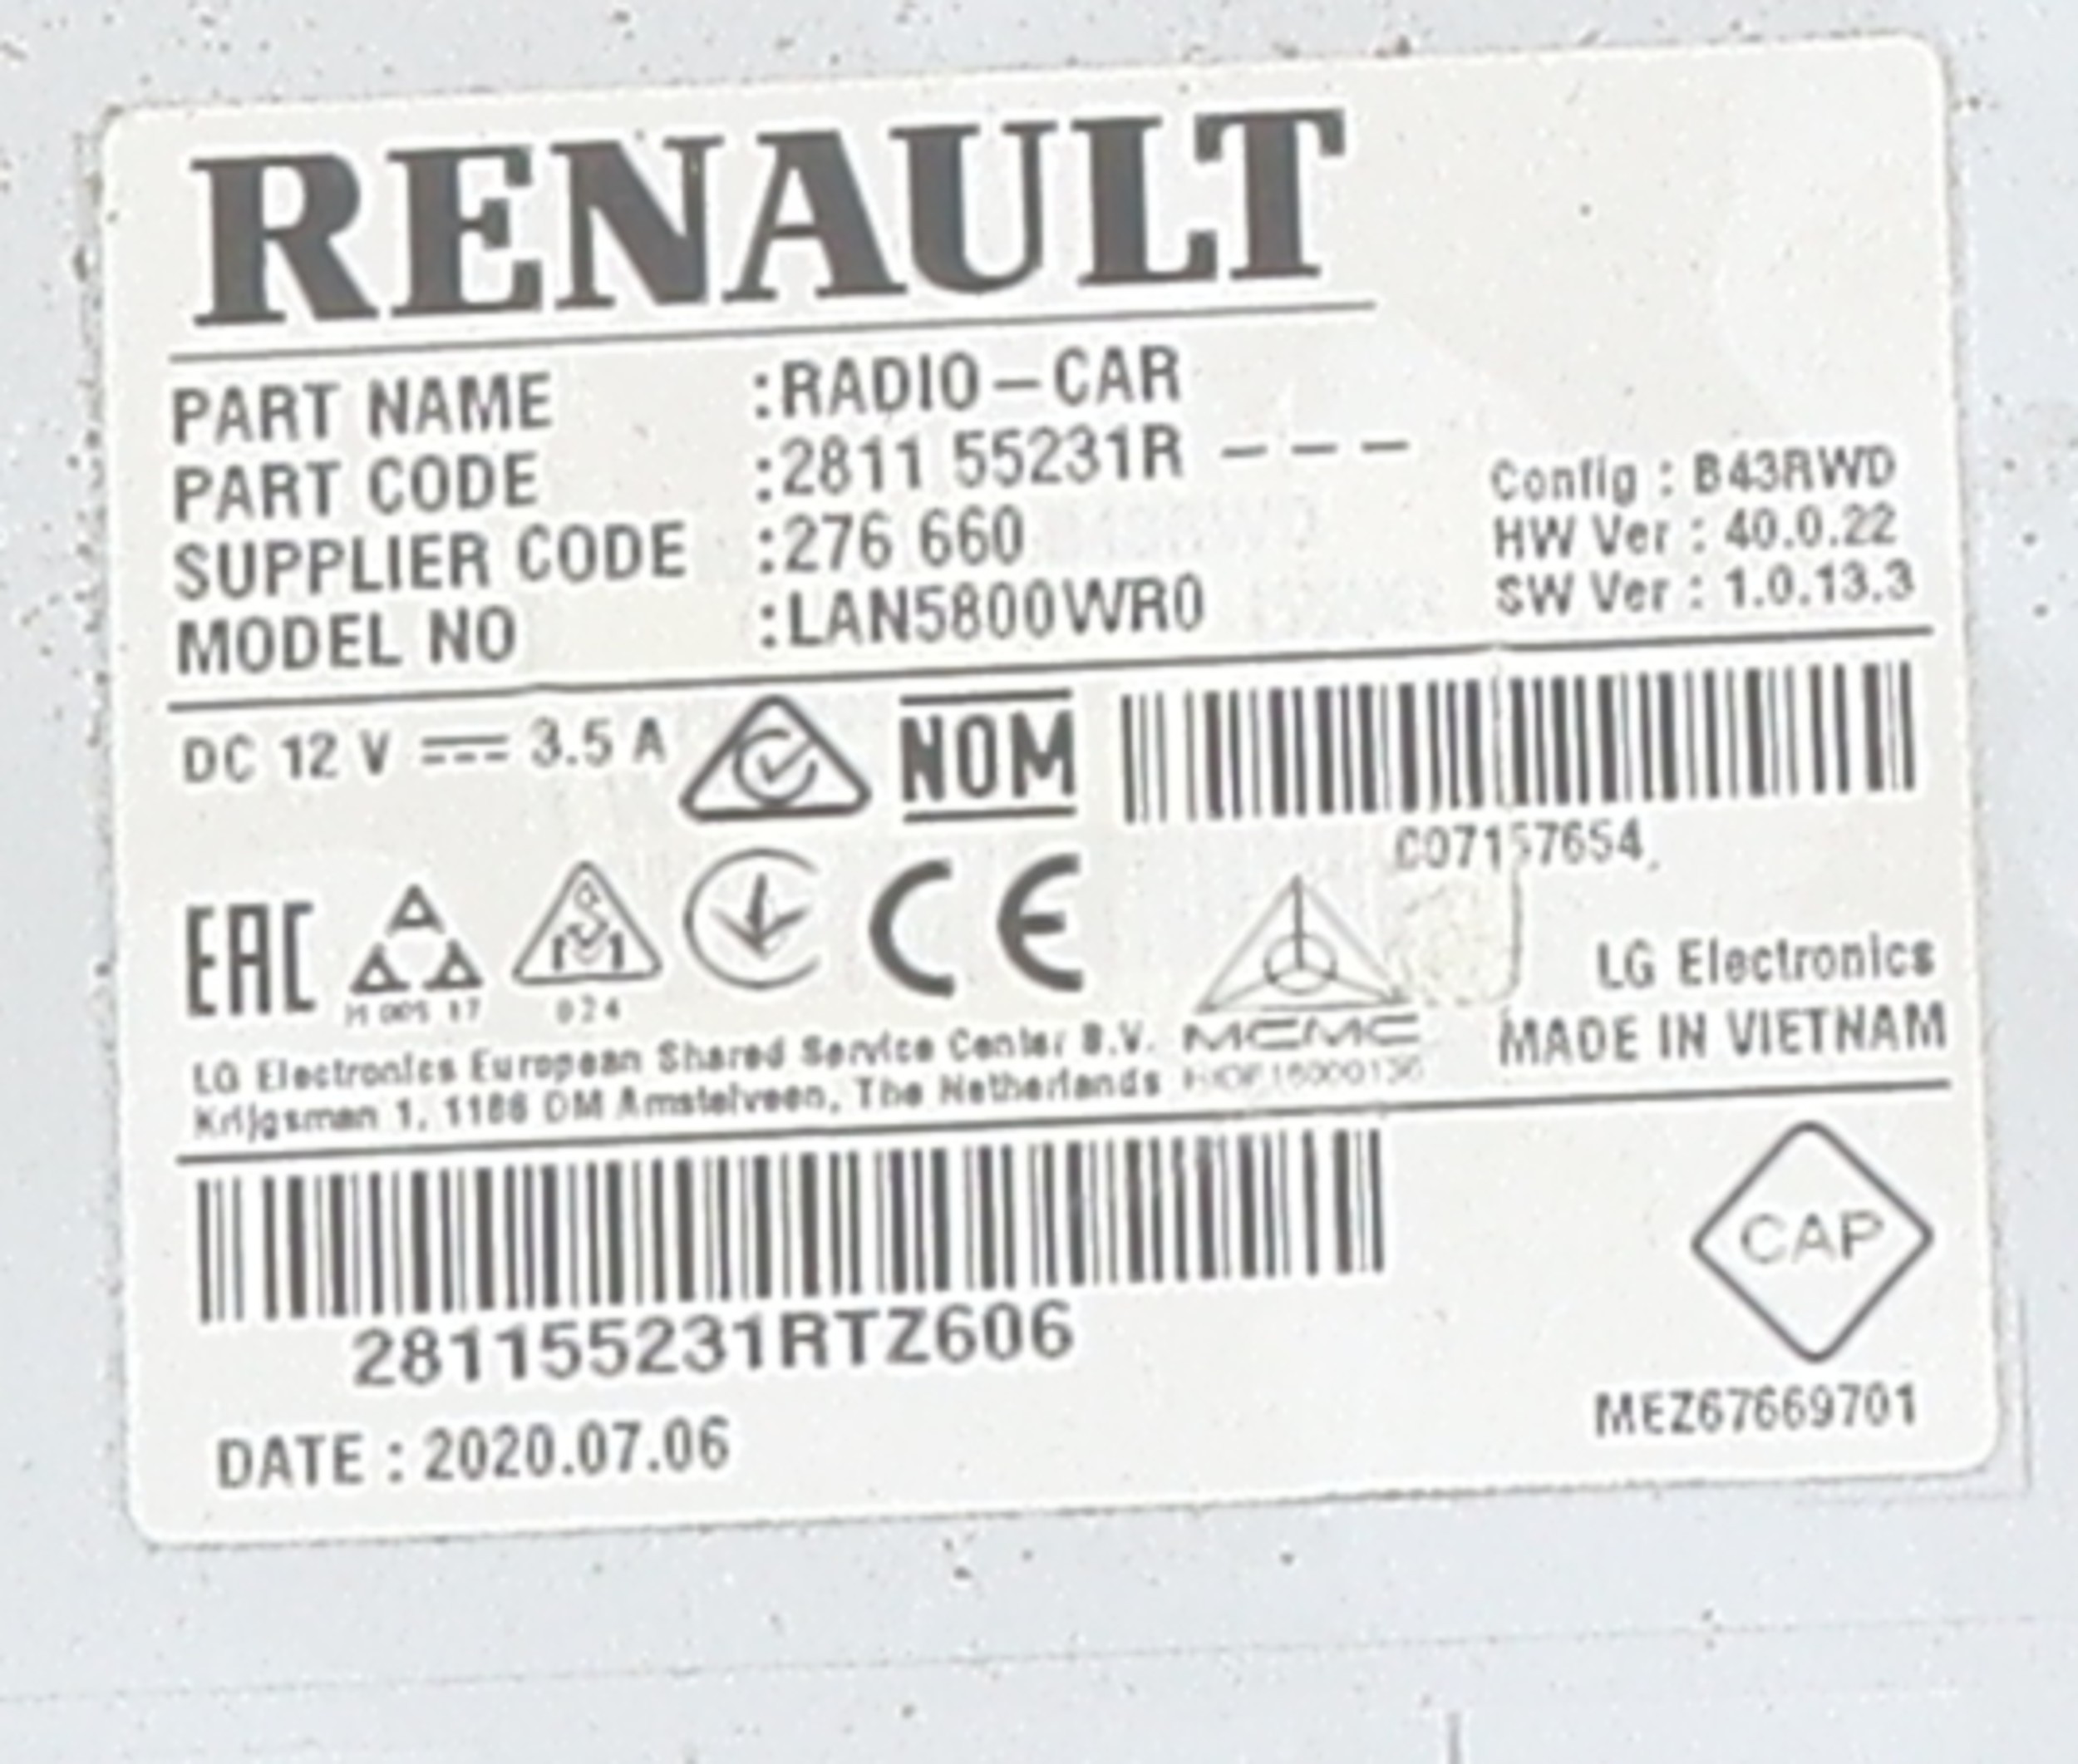 RENAULT
PART NAME :RADIO-CAR
PART CODE :2811 55231R ---
SUPPLIER CODE :276 660
MODEL NO :LAN5800WR0
Config : B43RWD
HW Ver : 40.0.22
SW Ver : 1.0.13.3
DC 12 V 3.5 A
NOM
C07157654
EAC
024
CE
MCMC
LG Electronics
MADE IN VIETNAM
LG Electronics European Shared Service Center B.V.
Krijgsman 1, 1186 DM Amstelveen, The Netherlands
281155231RTZ606
CAP
MEZ67669701
DATE : 2020.07.06